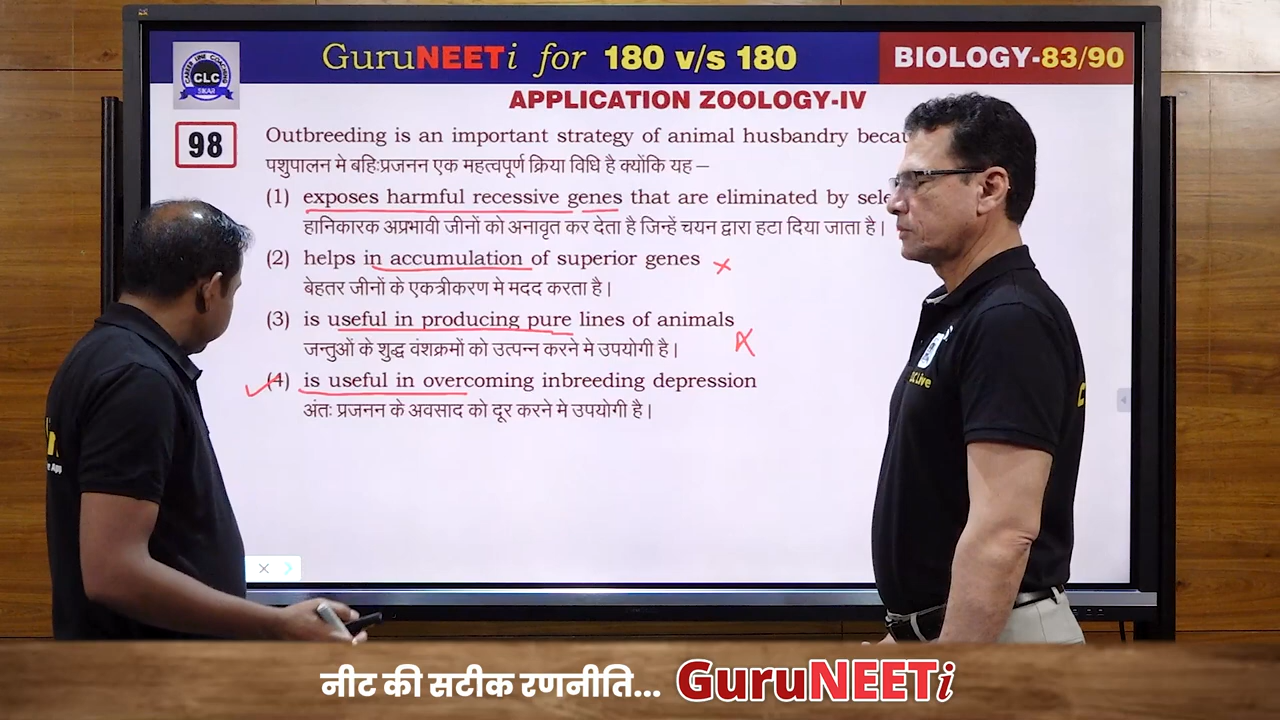 GuruNEETi for 180 v/s 180
BIOLOGY-83/90
CAREER LINE COACHING
CLC
SIKAR
APPLICATION ZOOLOGY-IV
98
Outbreeding is an important strategy of animal husbandry becau
पशुपालन मे बहिःप्रजनन एक महत्वपूर्ण क्रिया विधि है क्योंकि यह –
(1) exposes harmful recessive genes that are eliminated by sele
हानिकारक अप्रभावी जीनों को अनावृत कर देता है जिन्हें चयन द्वारा हटा दिया जाता है।
(2) helps in accumulation of superior genes
बेहतर जीनों के एकत्रीकरण मे मदद करता है।
(3) is useful in producing pure lines of animals
जन्तुओं के शुद्ध वंशक्रमों को उत्पन्न करने मे उपयोगी है।
(4) is useful in overcoming inbreeding depression
अंतः प्रजनन के अवसाद को दूर करने मे उपयोगी है।
नीट की सटीक रणनीति... GuruNEETi